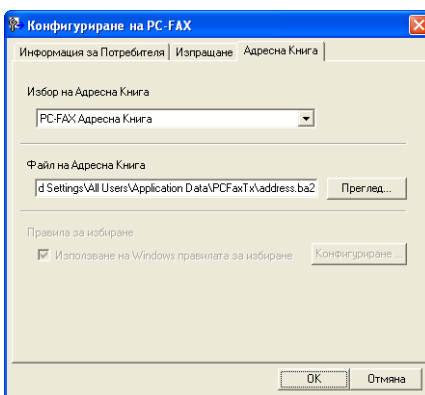 Конфигуриране на PC-FAX
Информация за Потребителя Изпращане Адресна Книга
Избор на Адресна Книга
PC-FAX Адресна Книга
Файл на Адресна Книга
d Settings\All Users\Application Data\PCFaxTx\address.ba2 Преглед...
Правила за избиране
Използване на Windows правилата за избиране Конфигуриране ...
OK Отмяна